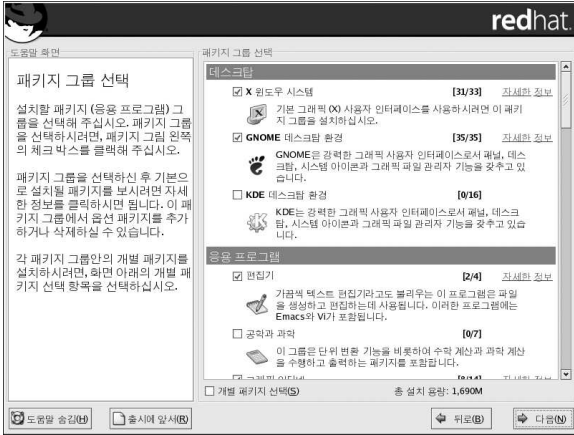 redhat.
도움말 화면
패키지 그룹 선택
설치할 패키지 (응용 프로그램) 그
룹을 선택해 주십시오. 패키지 그룹
을 선택하시려면, 패키지 그림 왼쪽
의 체크 박스를 클랙해 주십시오.
패키지 그룹을 선택하신 후 기본으
로 설치될 패키지를 보시려면 자세
한 정보를 클릭하시면 됩니다. 이 패
키지 그룹에서 옵션 패키지를 추가
하거나 삭제하실 수 있습니다.
각 패키지 그룹안의 개별 패키지를
설치하시려면, 화면 아래의 개별 패
키지 선택 항목을 선택하십시오.
패키지 그룹 선택
데스크탑
X 윈도우 시스템 [31/33] 자세한 정보
기본 그래픽 (X) 사용자 인터페이스를 사용하시려면 이 패키
지 그룹을 설치하십시오.
GNOME 데스크탑 환경 [35/35] 자세한 정보
GNOME은 강력한 그래픽 사용자 인터페이스로서 패널, 데스
크탑, 시스템 아이콘과 그래픽 파일 관리자 기능을 갖추고 있
습니다.
KDE 데스크탑 환경 [0/16]
KDE는 강력한 그래픽 사용자 인터페이스로서 패널, 데스크
탑, 시스템 아이콘과 그래픽 파일 관리자 기능을 갖추고 있습
니다.
응용 프로그램
편집기 [2/4] 자세한 정보
가끔씩 텍스트 편집기라고도 불리우는 이 프로그램은 파일
을 생성하고 편집하는데 사용됩니다. 이러한 프로그램에는
Emacs와 Vi가 포함됩니다.
공학과 과학 [0/7]
이 그룹은 단위 변환 기능을 비롯하여 수학 계산과 과학 계산
을 수행하고 출력하는 패키지를 포함합니다.
개별 패키지 선택(S) 총 설치 용량: 1,690M
도움말 숨김(H) 출시에 앞서(R) 뒤로(B) 다음(N)